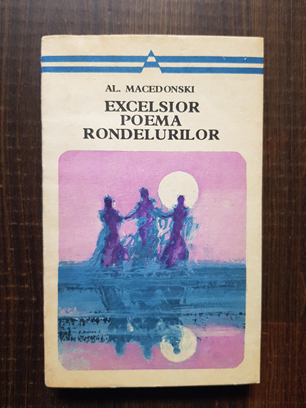 AL. MACEDONSKI
EXCELSIOR
POEMA
RONDELURILOR